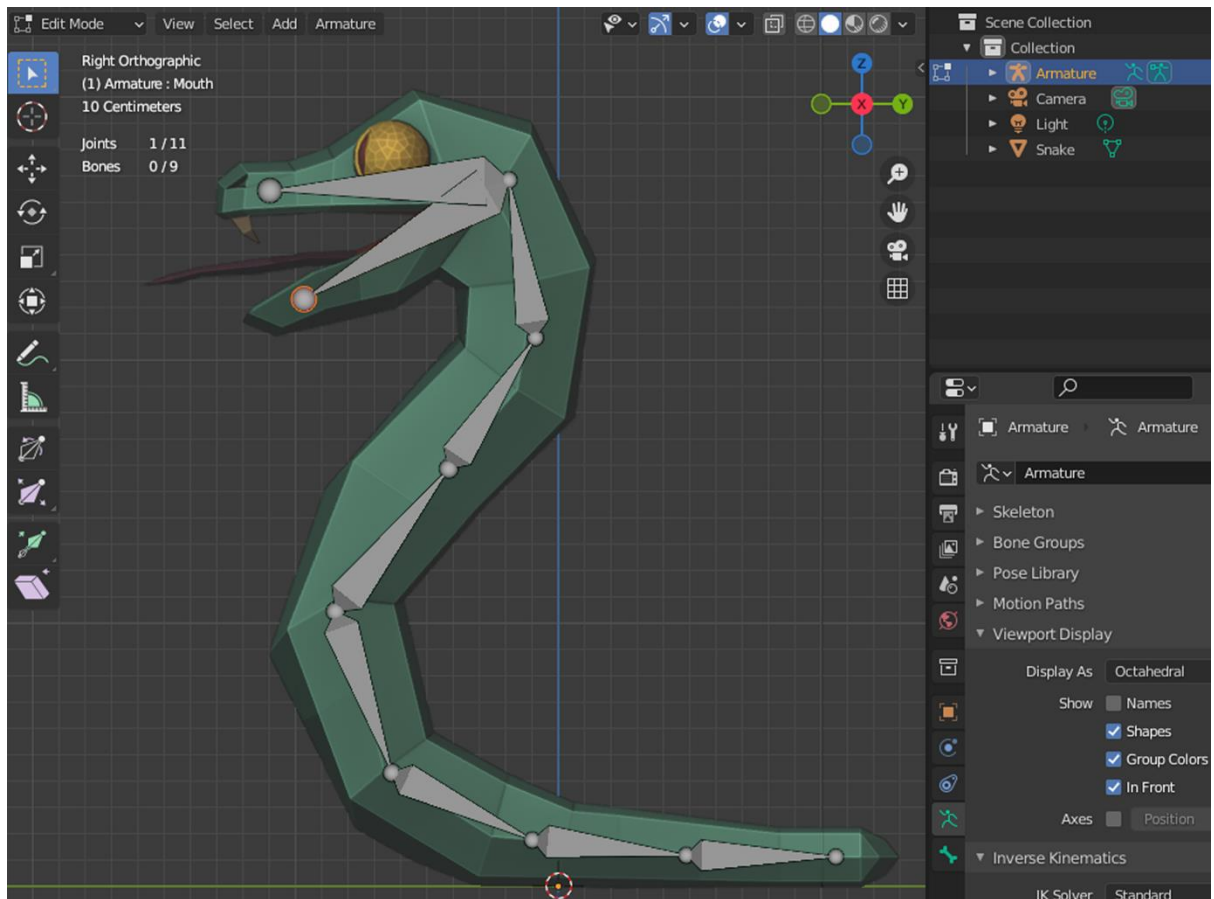 Edit Mode View Select Add Armature
Right Orthographic
(1) Armature : Mouth
10 Centimeters
Joints 1/11
Bones 0/9
Z
X
Y
Scene Collection
Collection
Armature
Camera
Light
Snake
Armature Armature
Armature
Skeleton
Bone Groups
Pose Library
Motion Paths
Viewport Display
Display As Octahedral
Show Names
Shapes
Group Colors
In Front
Axes Position
Inverse Kinematics
IK Solver Standard